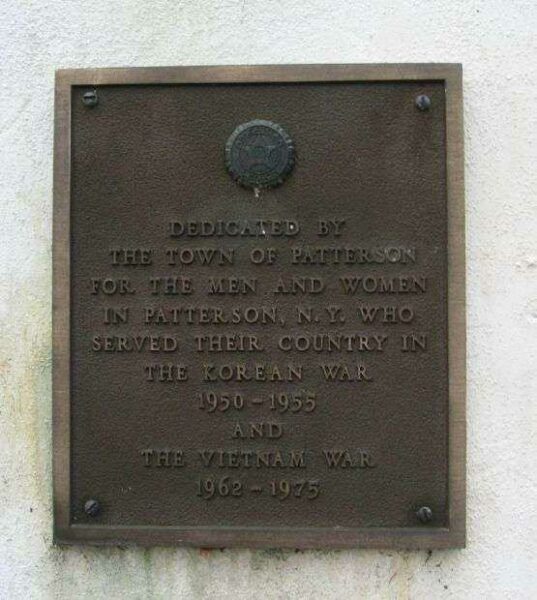 DEDICATED BY
THE TOWN OF PATTERSON
FOR THE MEN AND WOMEN
IN PATTERSON, N.Y. WHO
SERVED THEIR COUNTRY IN
THE KOREAN WAR
1950 - 1955
AND
THE VIETNAM WAR
1962 - 1975